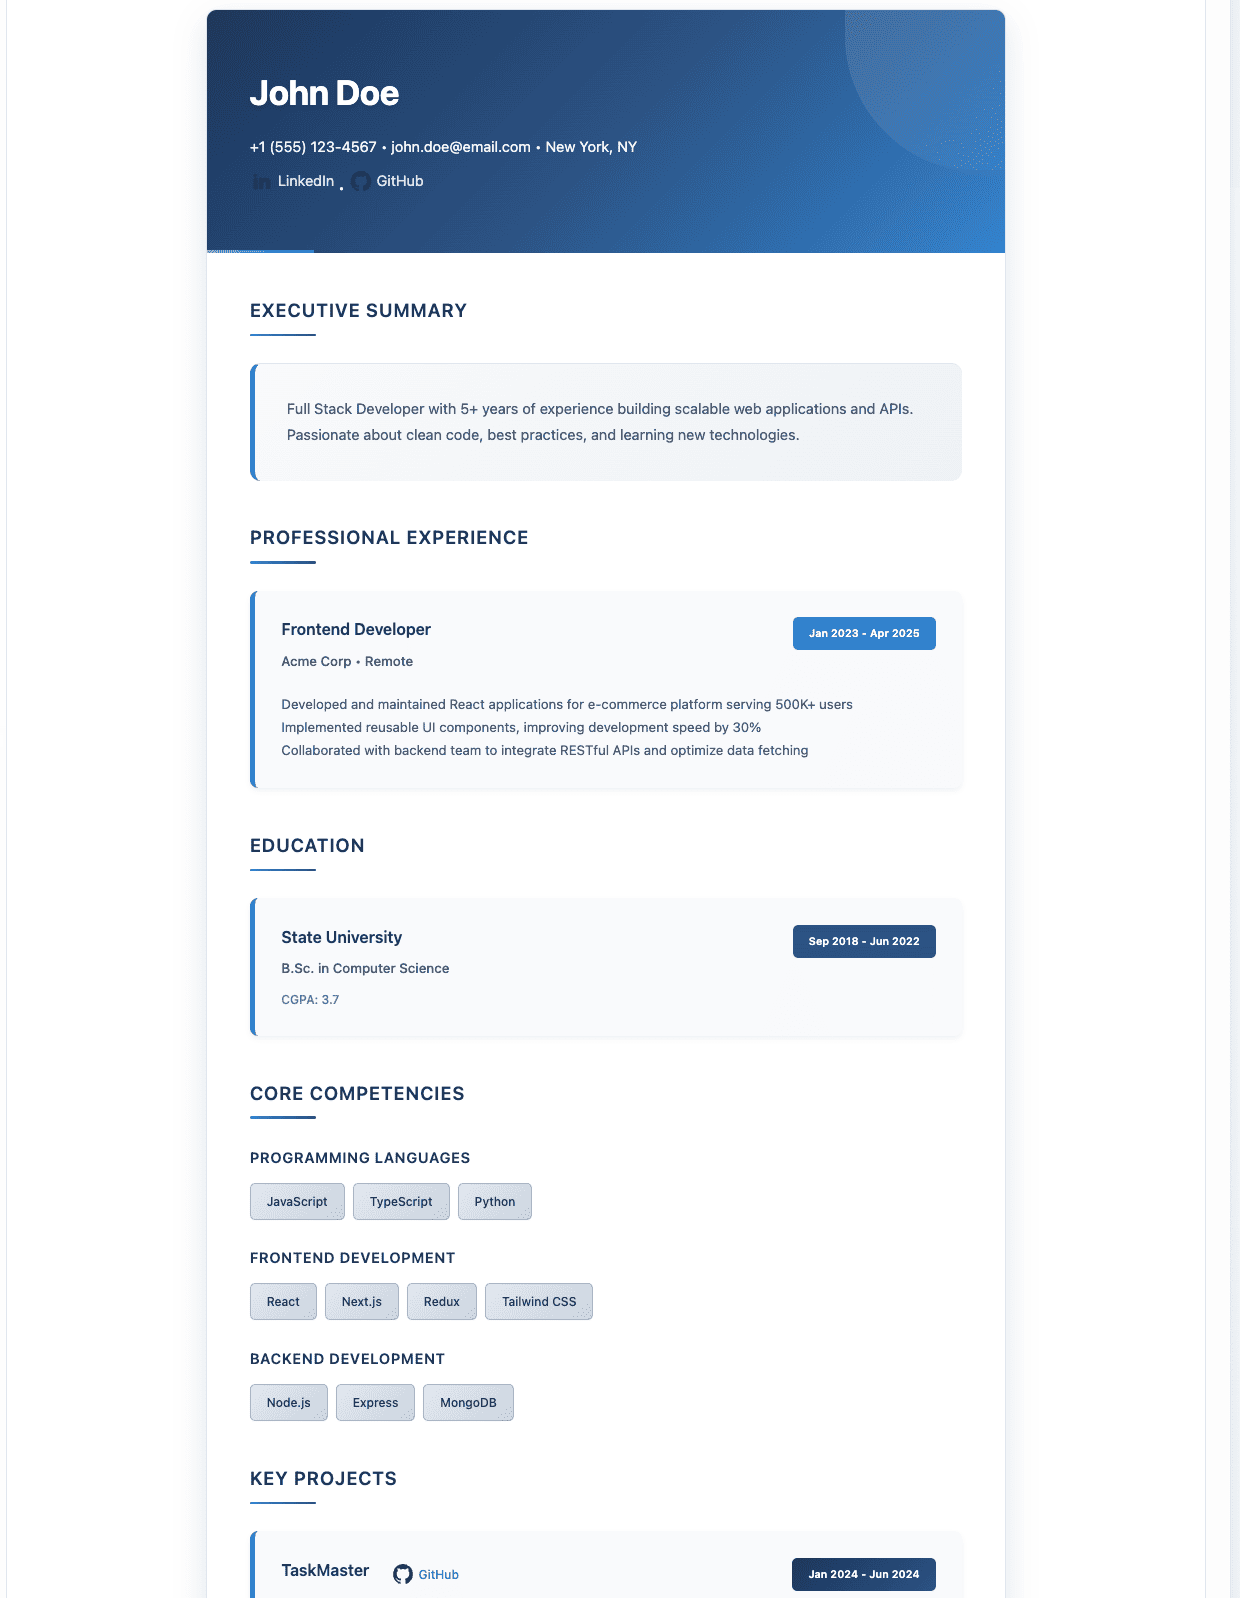 John Doe
+1 (555) 123-4567 • john.doe@email.com • New York, NY
in LinkedIn • GitHub
EXECUTIVE SUMMARY
Full Stack Developer with 5+ years of experience building scalable web applications and APIs.
Passionate about clean code, best practices, and learning new technologies.
PROFESSIONAL EXPERIENCE
Frontend Developer
Jan 2023 - Apr 2025
Acme Corp • Remote
Developed and maintained React applications for e-commerce platform serving 500K+ users
Implemented reusable UI components, improving development speed by 30%
Collaborated with backend team to integrate RESTful APIs and optimize data fetching
EDUCATION
State University
Sep 2018 - Jun 2022
B.Sc. in Computer Science
CGPA: 3.7
CORE COMPETENCIES
PROGRAMMING LANGUAGES
JavaScript TypeScript Python
FRONTEND DEVELOPMENT
React Next.js Redux Tailwind CSS
BACKEND DEVELOPMENT
Node.js Express MongoDB
KEY PROJECTS
TaskMaster GitHub
Jan 2024 - Jun 2024